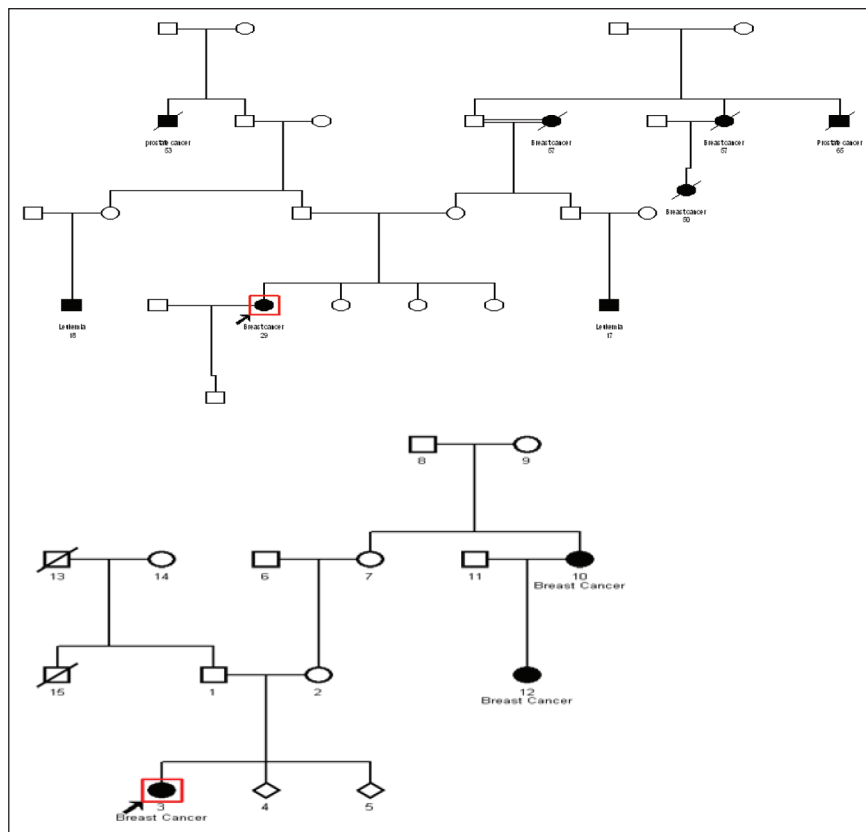 prostate cancer
53
Breast cancer
57
Breast cancer
57
Prostate cancer
65
Breast cancer
50
Leukemia
18
Breast cancer
29
Leukemia
17
8 9
13 14 6 7 11 10
Breast Cancer
15 1 2 12
Breast Cancer
3 4 5
Breast Cancer